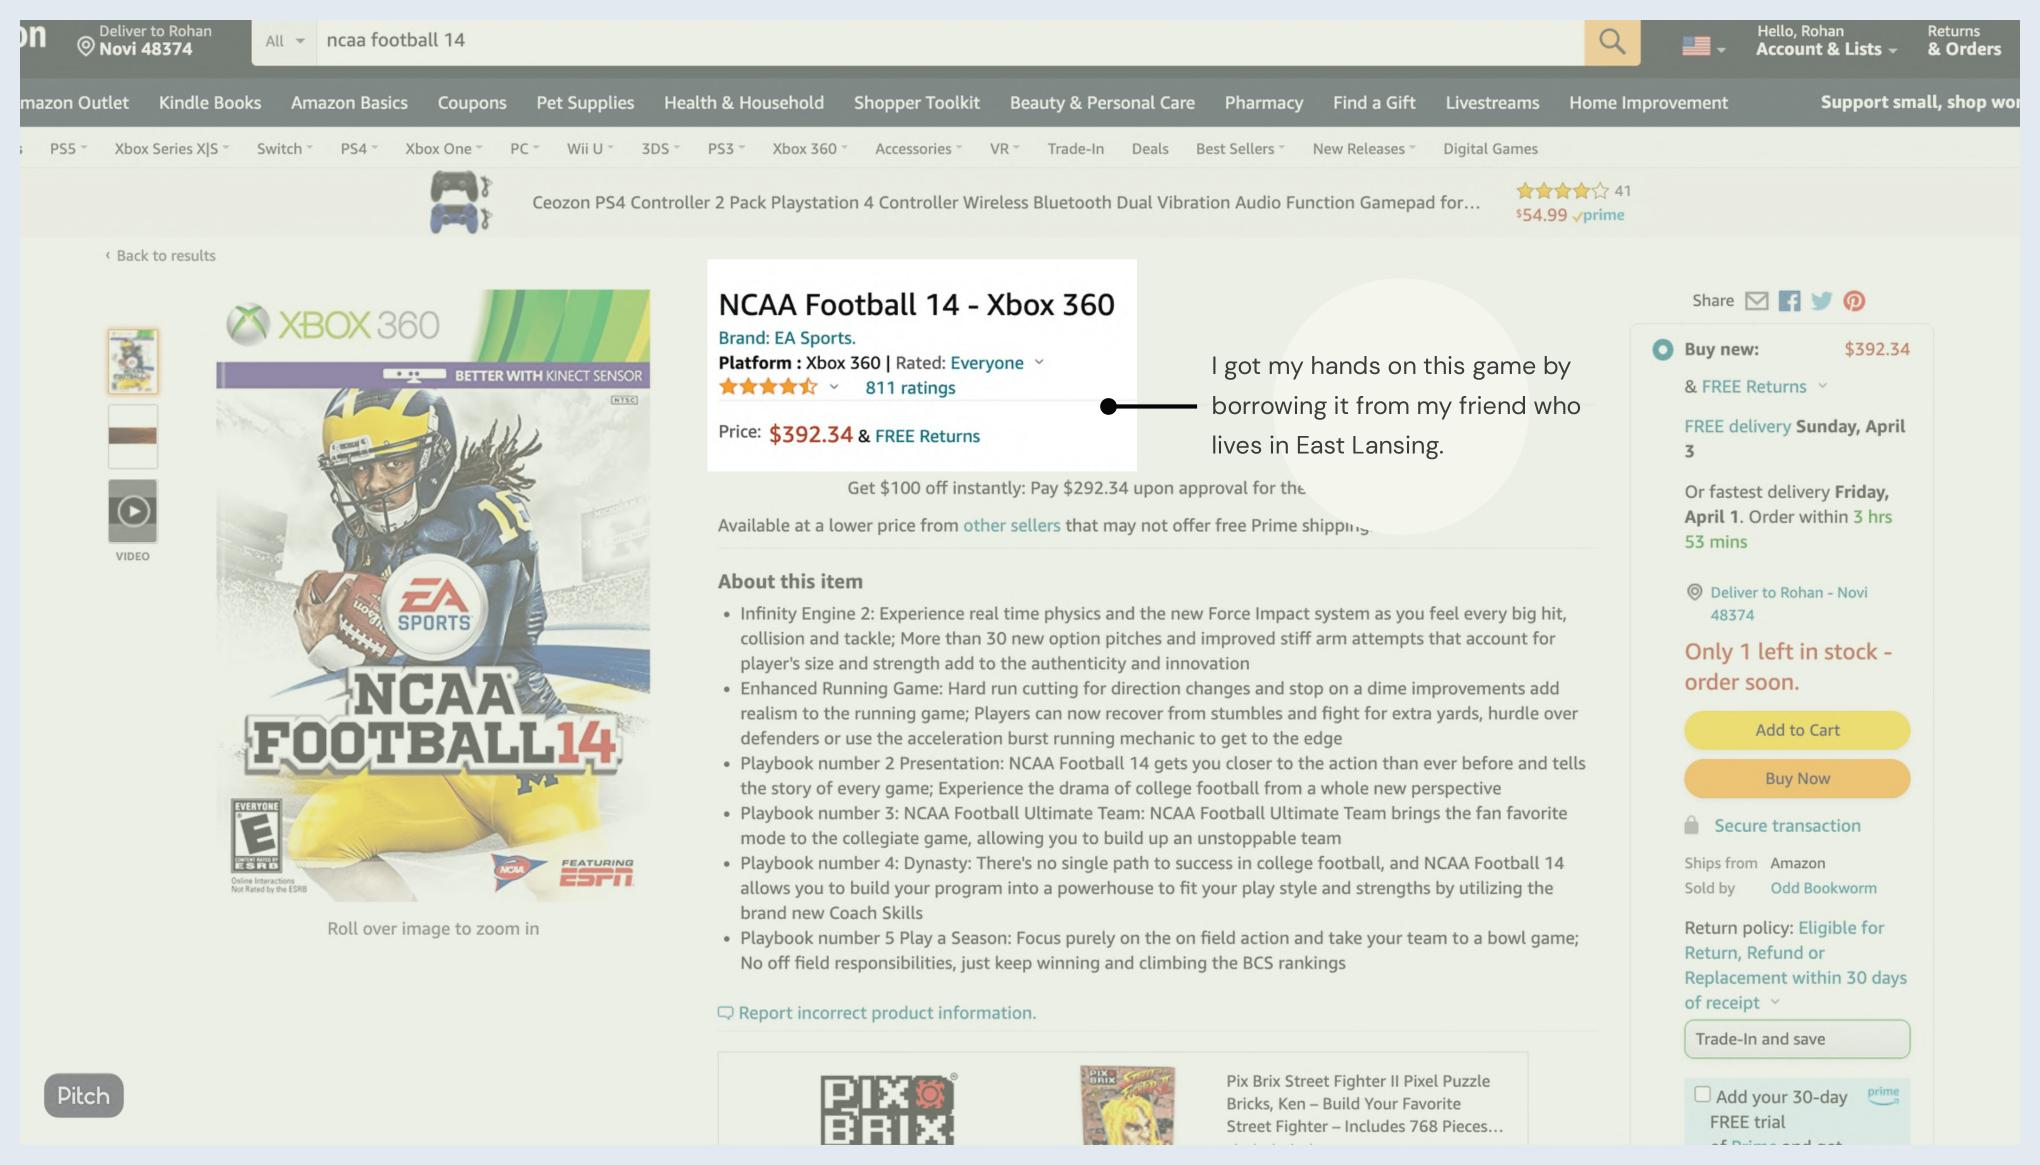 on
Deliver to Rohan
Novi 48374
All
ncaa football 14
Hello, Rohan
Account & Lists
Returns
& Orders
mazon Outlet Kindle Books Amazon Basics Coupons Pet Supplies Health & Household Shopper Toolkit Beauty & Personal Care Pharmacy Find a Gift Livestreams Home Improvement Support small, shop wo
s PS5 Xbox Series X|S Switch PS4 Xbox One PC Wii U 3DS PS3 Xbox 360 Accessories VR Trade-In Deals Best Sellers New Releases Digital Games
Ceozon PS4 Controller 2 Pack Playstation 4 Controller Wireless Bluetooth Dual Vibration Audio Function Gamepad for...
41
$54.99 prime
‹ Back to results
VIDEO
XBOX 360
BETTER WITH KINECT SENSOR
NTSC
EA
SPORTS
NCAA
FOOTBALL 14
EVERYONE
E
CONTENT RATED BY
ESRB
Online Interactions
Not Rated by the ESRB
NCAA
FEATURING
ESPN
Roll over image to zoom in
NCAA Football 14 - Xbox 360
Brand: EA Sports.
Platform : Xbox 360 | Rated: Everyone
811 ratings
Price: $392.34 & FREE Returns
I got my hands on this game by
borrowing it from my friend who
lives in East Lansing.
Get $100 off instantly: Pay $292.34 upon approval for the
Available at a lower price from other sellers that may not offer free Prime shipping.
About this item
• Infinity Engine 2: Experience real time physics and the new Force Impact system as you feel every big hit,
collision and tackle; More than 30 new option pitches and improved stiff arm attempts that account for
player's size and strength add to the authenticity and innovation
• Enhanced Running Game: Hard run cutting for direction changes and stop on a dime improvements add
realism to the running game; Players can now recover from stumbles and fight for extra yards, hurdle over
defenders or use the acceleration burst running mechanic to get to the edge
• Playbook number 2 Presentation: NCAA Football 14 gets you closer to the action than ever before and tells
the story of every game; Experience the drama of college football from a whole new perspective
• Playbook number 3: NCAA Football Ultimate Team: NCAA Football Ultimate Team brings the fan favorite
mode to the collegiate game, allowing you to build up an unstoppable team
• Playbook number 4: Dynasty: There's no single path to success in college football, and NCAA Football 14
allows you to build your program into a powerhouse to fit your play style and strengths by utilizing the
brand new Coach Skills
• Playbook number 5 Play a Season: Focus purely on the on field action and take your team to a bowl game;
No off field responsibilities, just keep winning and climbing the BCS rankings
Report incorrect product information.
PIX
BRIX
Pix Brix Street Fighter II Pixel Puzzle
Bricks, Ken – Build Your Favorite
Street Fighter – Includes 768 Pieces...
Share
Buy new: $392.34
& FREE Returns
FREE delivery Sunday, April
3
Or fastest delivery Friday,
April 1. Order within 3 hrs
53 mins
Deliver to Rohan - Novi
48374
Only 1 left in stock -
order soon.
Add to Cart
Buy Now
Secure transaction
Ships from Amazon
Sold by Odd Bookworm
Return policy: Eligible for
Return, Refund or
Replacement within 30 days
of receipt
Trade-In and save
Add your 30-day prime
FREE trial
of Prime and get
Pitch